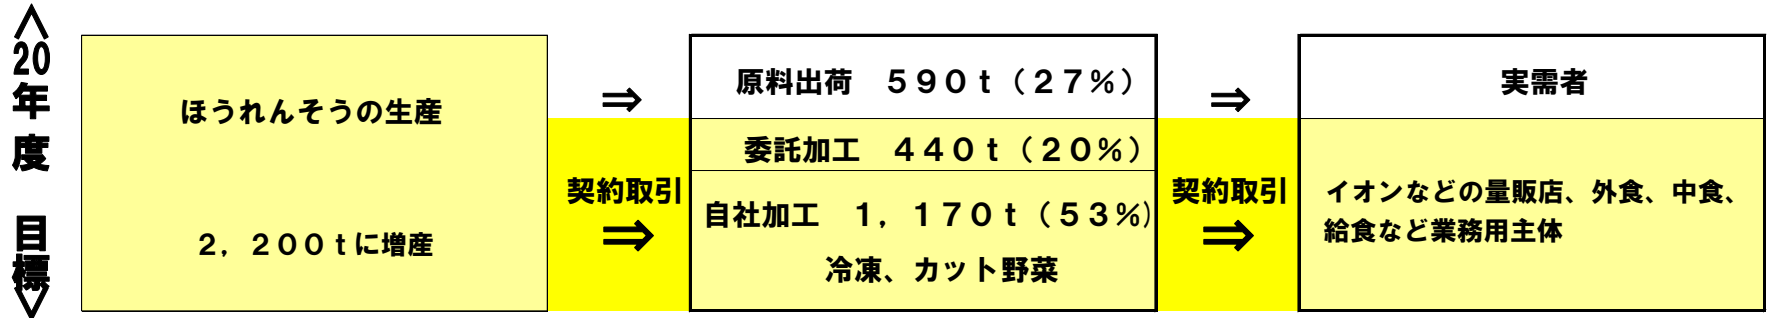 ＜20年度　目標＞
ほうれんそうの生産
２，２００ｔに増産
⇒
契約取引
⇒
原料出荷　５９０ｔ（２７％）
委託加工　４４０ｔ（２０％）
自社加工　１，１７０ｔ（５３％）
冷凍、カット野菜
⇒
契約取引
⇒
実需者
イオンなどの量販店、外食、中食、
給食など業務用主体